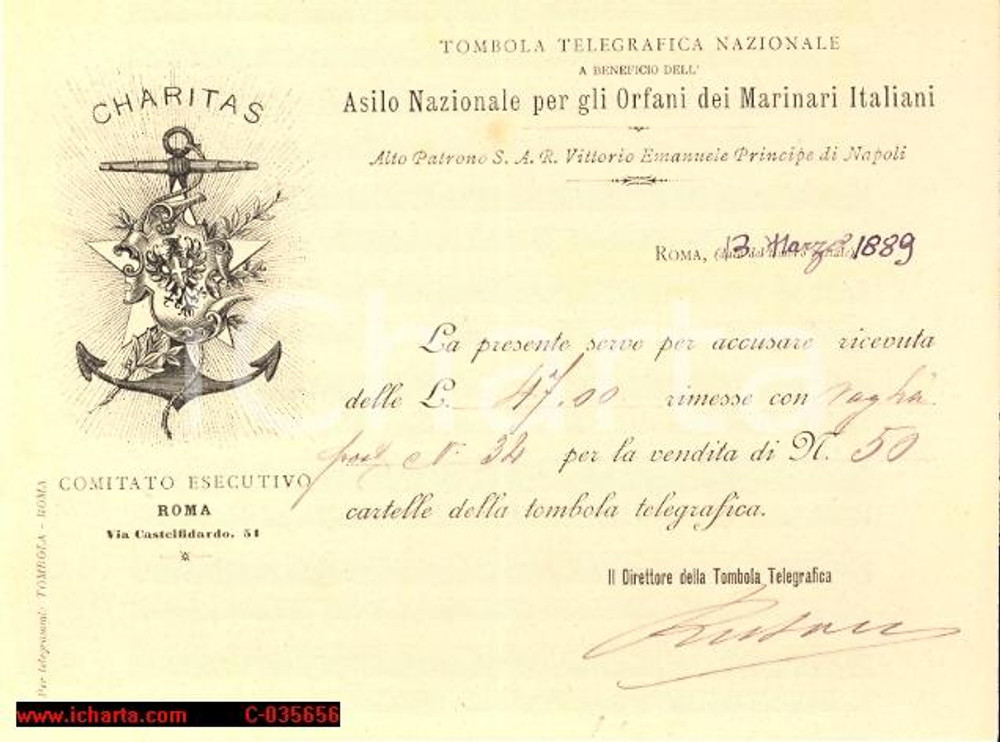 TOMBOLA TELEGRAFICA NAZIONALE
A BENEFICIO DELL'
Asilo Nazionale per gli Orfani dei Marinari Italiani
Alto Patrono S. A. R. Vittorio Emanuele Principe di Napoli
CHARITAS
ROMA, 13 Marzo 1889
La presente serve per accusare ricevuta
delle L. 47.00 rimesse con vaglia
post N. 32 per la vendita di N. 50
cartelle della tombola telegrafica.
Il Direttore della Tombola Telegrafica
COMITATO ESECUTIVO
ROMA
Via Castelfidardo, 51
Per telegrammi: TOMBOLA - ROMA
iCharta
www.icharta.com C-035656